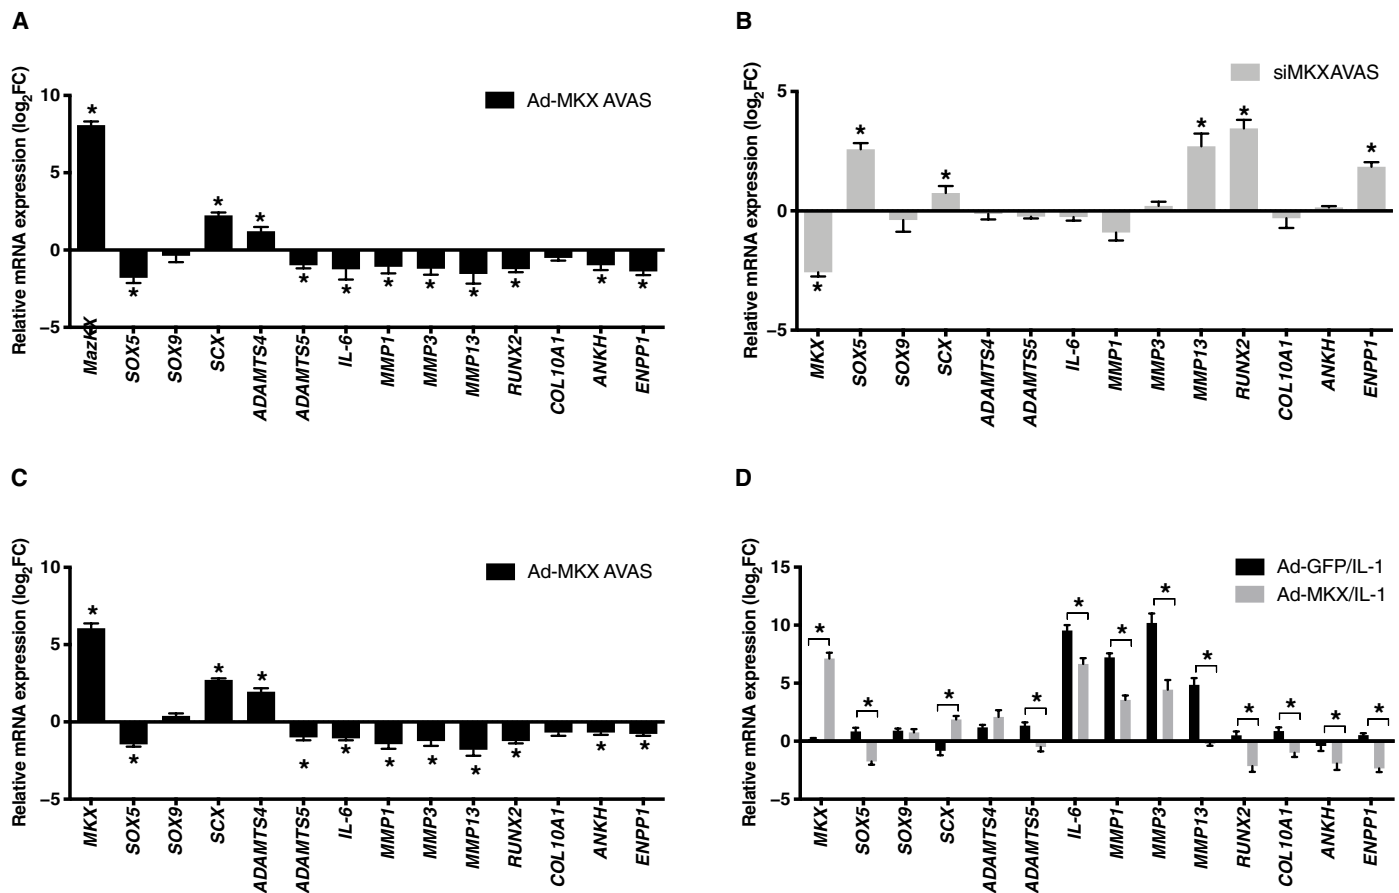 A
Relative mRNA expression (log2FC)
10
5
0
−5
Ad-MKX AVAS
*
*
*
*
*
*
*
*
*
*
*
*
MazKX
SOX5
SOX9
SCX
ADAMTS4
ADAMTS5
IL-6
MMP1
MMP3
MMP13
RUNX2
COL10A1
ANKH
ENPP1
B
Relative mRNA expression (log2FC)
5
0
−5
siMKXAVAS
*
*
*
*
*
*
MKX
SOX5
SOX9
SCX
ADAMTS4
ADAMTS5
IL-6
MMP1
MMP3
MMP13
RUNX2
COL10A1
ANKH
ENPP1
C
Relative mRNA expression (log2FC)
10
5
0
−5
Ad-MKX AVAS
*
*
*
*
*
*
*
*
*
*
*
*
MKX
SOX5
SOX9
SCX
ADAMTS4
ADAMTS5
IL-6
MMP1
MMP3
MMP13
RUNX2
COL10A1
ANKH
ENPP1
D
Relative mRNA expression (log2FC)
15
10
5
0
−5
Ad-GFP/IL-1
Ad-MKX/IL-1
*
*
*
*
*
*
*
*
*
*
*
*
MKX
SOX5
SOX9
SCX
ADAMTS4
ADAMTS5
IL-6
MMP1
MMP3
MMP13
RUNX2
COL10A1
ANKH
ENPP1